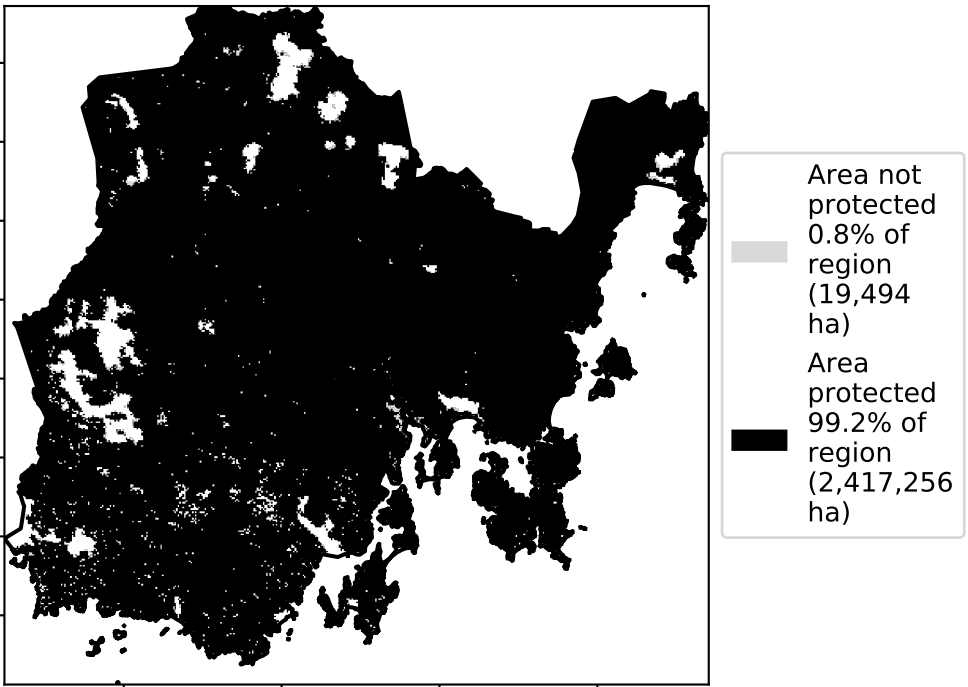 Area not
protected
0.8% of
region
(19,494
ha)
Area
protected
99.2% of
region
(2,417,256
ha)